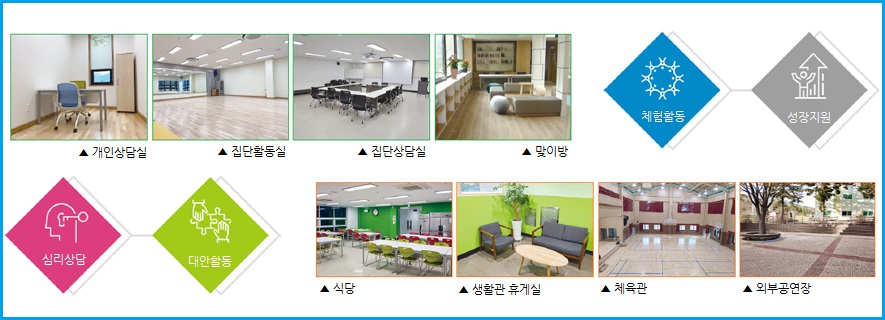 체험활동
성장지원
▲ 개인상담실
▲ 집단활동실
▲ 집단상담실
▲ 맞이방
심리상담
대안활동
▲ 식당
▲ 생활관 휴게실
▲ 체육관
▲ 외부공연장